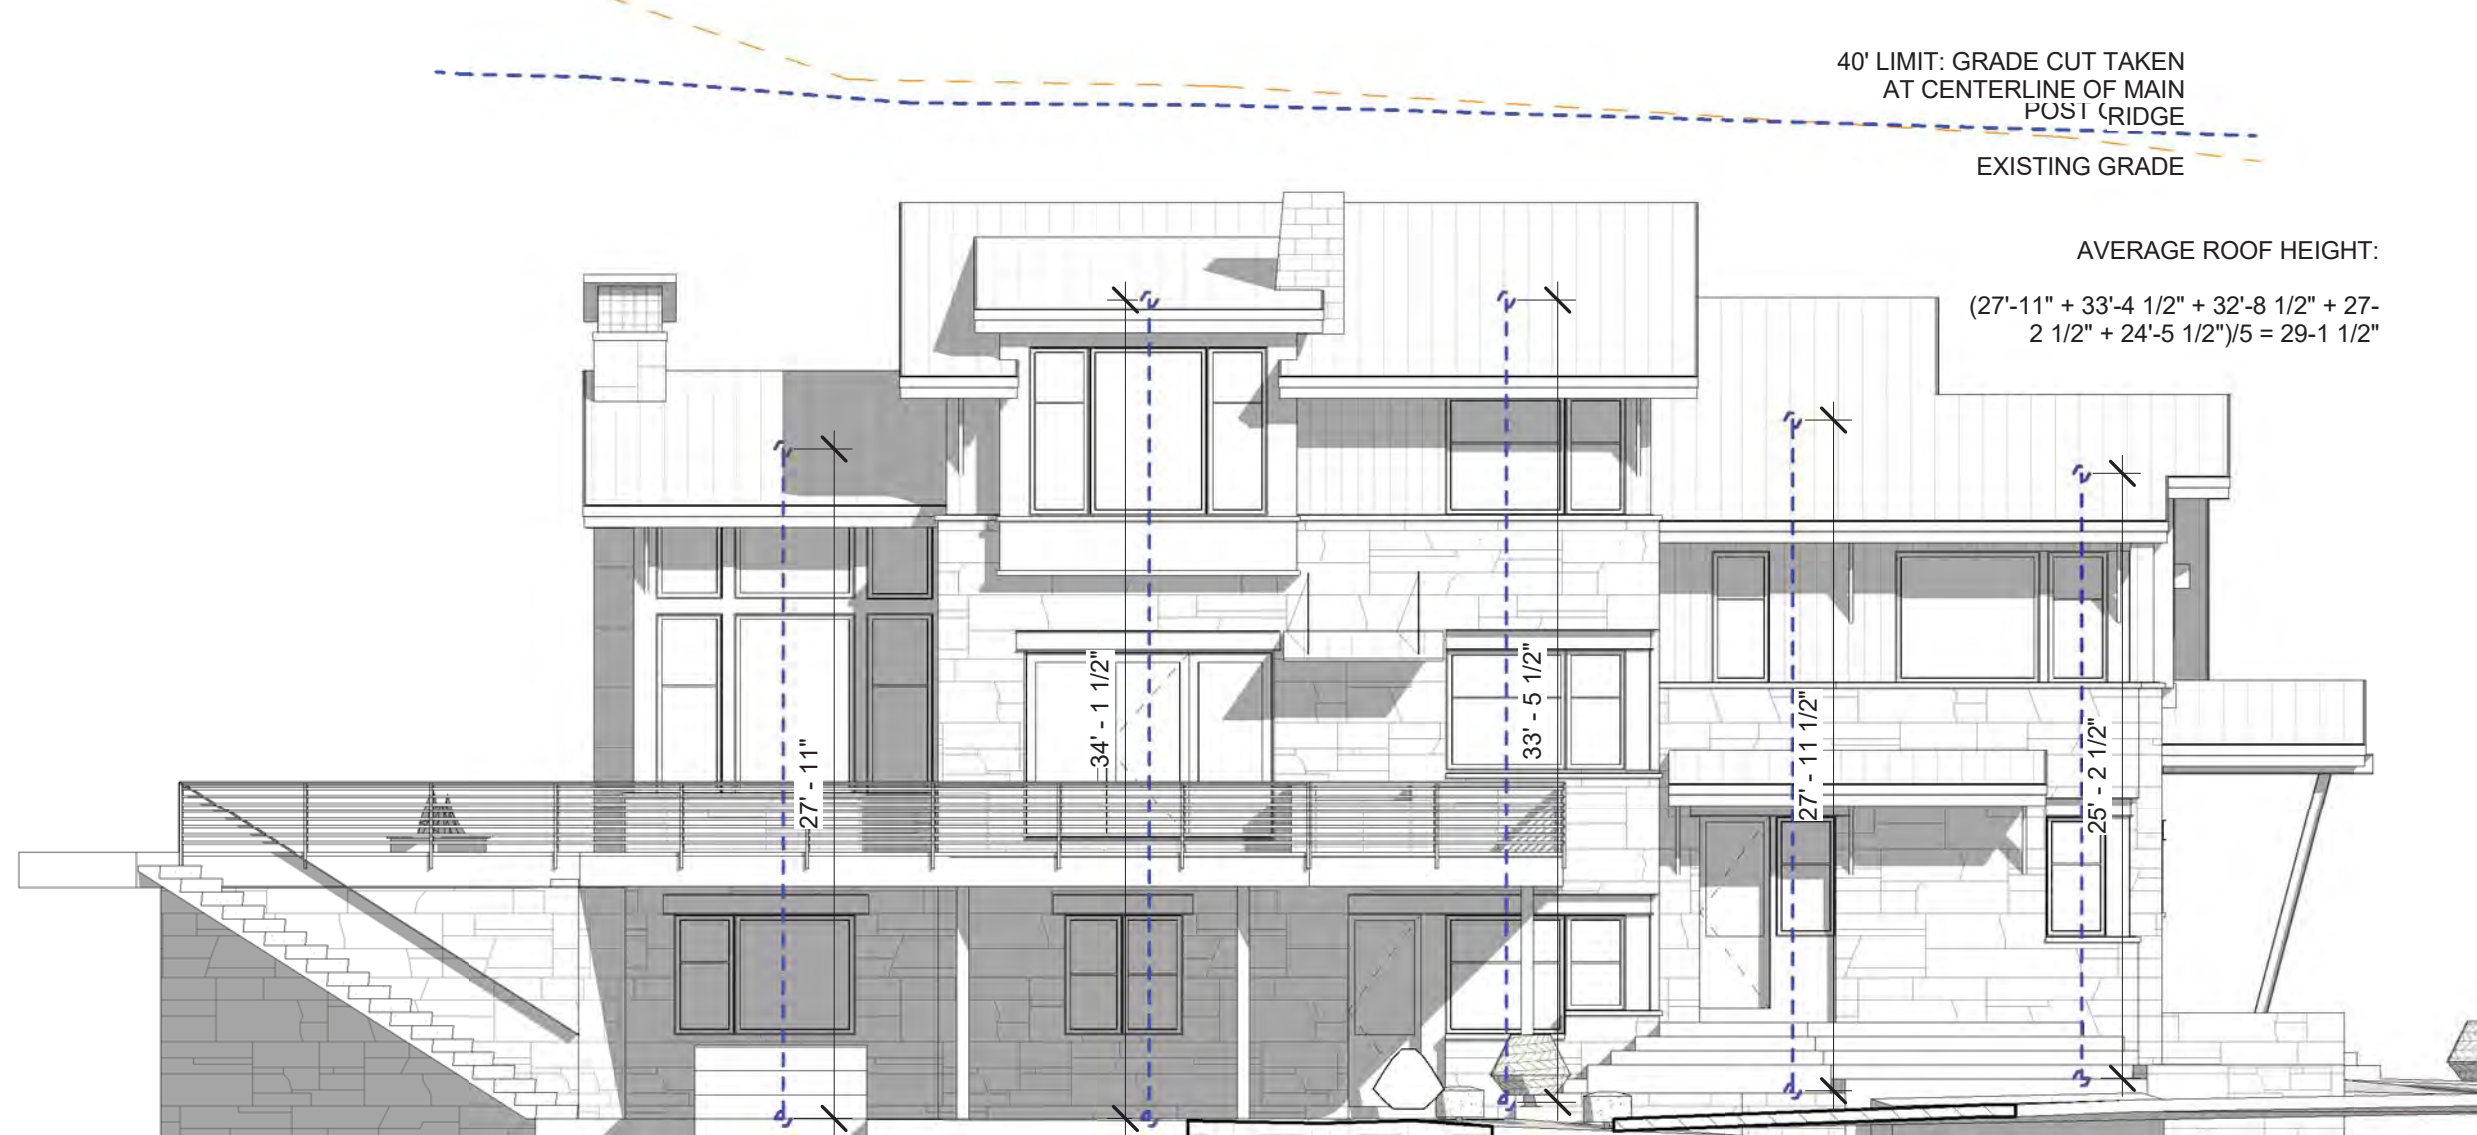 40' LIMIT: GRADE CUT TAKEN
AT CENTERLINE OF MAIN
RIDGE
POST
EXISTING GRADE
AVERAGE ROOF HEIGHT:
(27'-11" + 33'-4 1/2" + 32'-8 1/2" + 27-
2 1/2" + 24'-5 1/2")/5 = 29-1 1/2"
27' - 11"
34' - 1 1/2"
33' - 5 1/2"
27' - 11 1/2"
25' - 2 1/2"